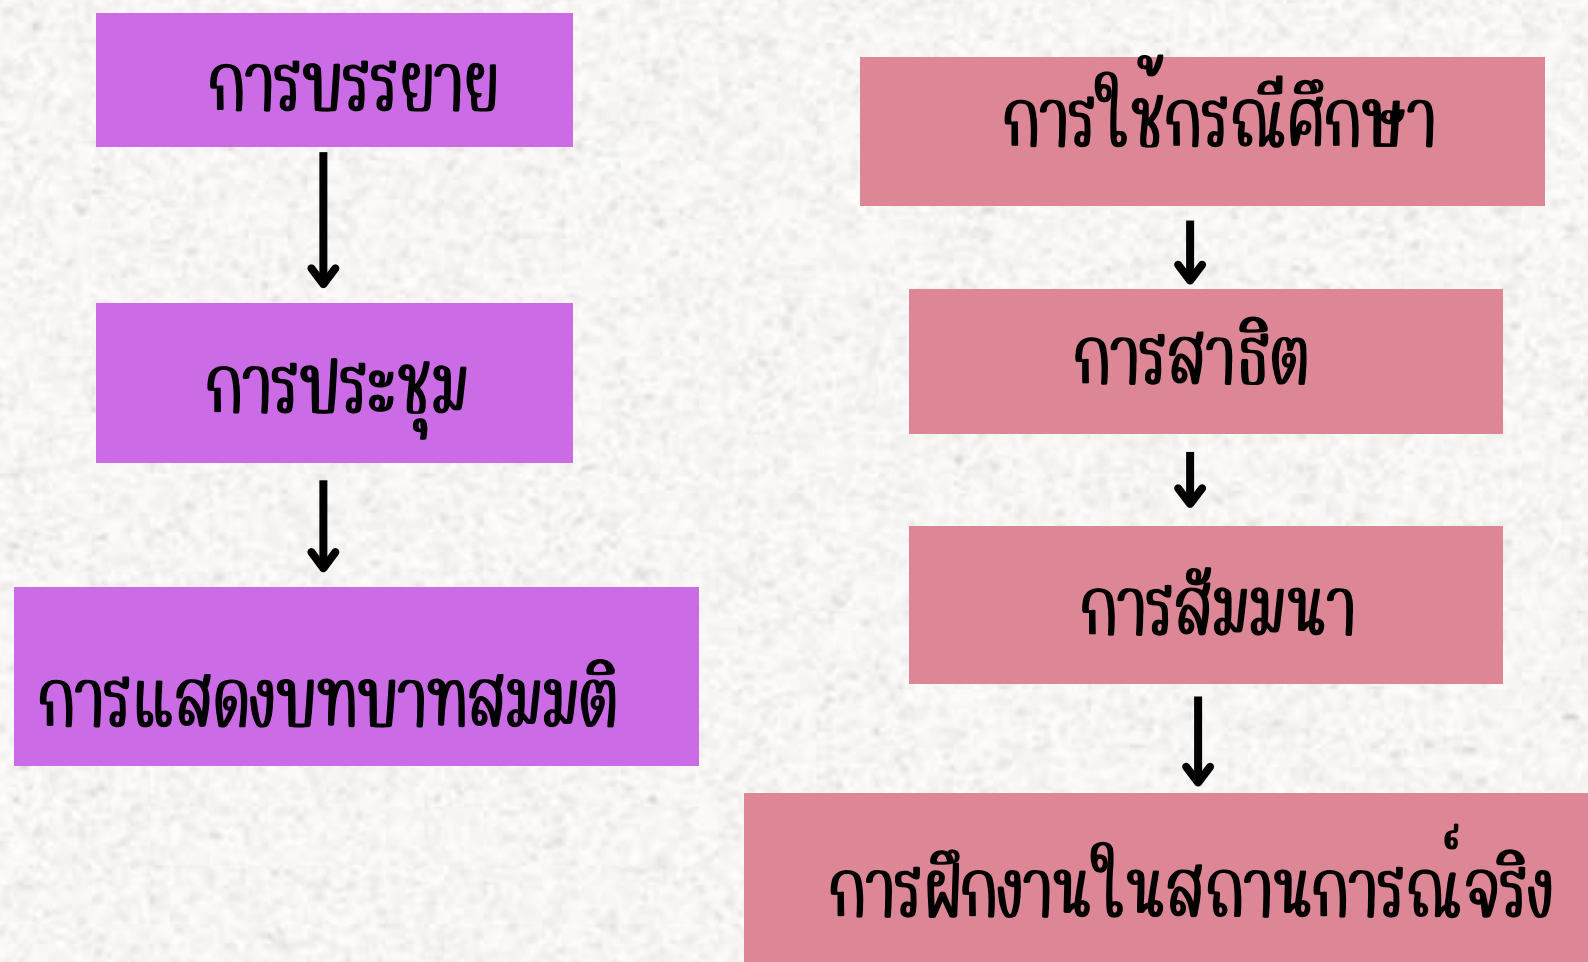 การบรรยาย
การประชุม
การแสดงบทบาทสมมติ
การใช้กรณีศึกษา
การสาธิต
การสัมมนา
การฝึกงานในสถานการณ์จริง